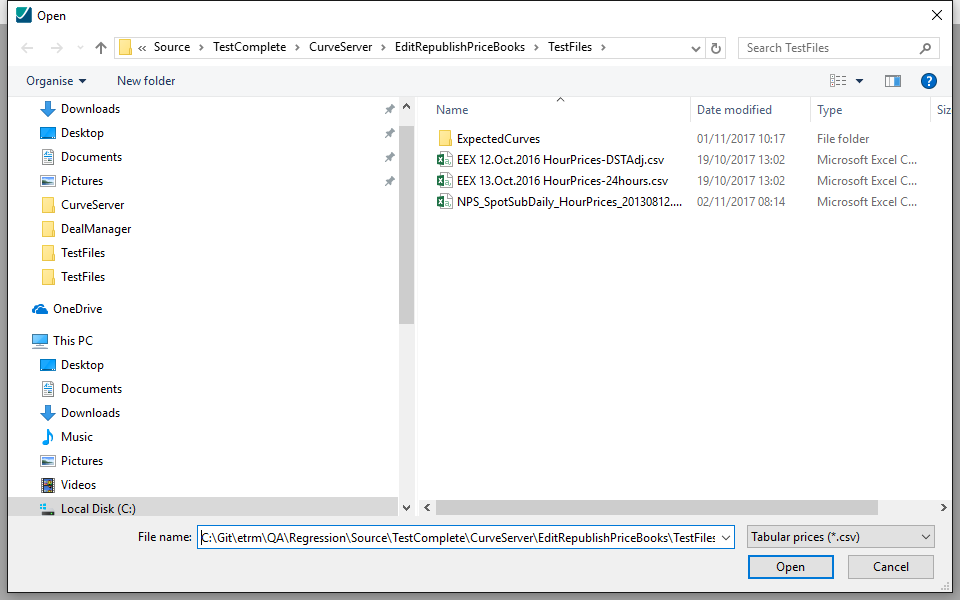 Open
« Source › TestComplete › CurveServer › EditRepublishPriceBooks › TestFiles ›
Search TestFiles
Organise
New folder
?
Downloads
Desktop
Documents
Pictures
CurveServer
DealManager
TestFiles
TestFiles
OneDrive
This PC
Desktop
Documents
Downloads
Music
Pictures
Videos
Local Disk (C:)
Name Date modified Type Siz
ExpectedCurves 01/11/2017 10:17 File folder
EEX 12.Oct.2016 HourPrices-DSTAdj.csv 19/10/2017 13:02 Microsoft Excel C...
EEX 13.Oct.2016 HourPrices-24hours.csv 19/10/2017 13:02 Microsoft Excel C...
NPS_SpotSubDaily_HourPrices_20130812.... 02/11/2017 08:14 Microsoft Excel C...
File name: C:\Git\etrm\QA\Regression\Source\TestComplete\CurveServer\EditRepublishPriceBooks\TestFiles
Tabular prices (*.csv)
Open
Cancel